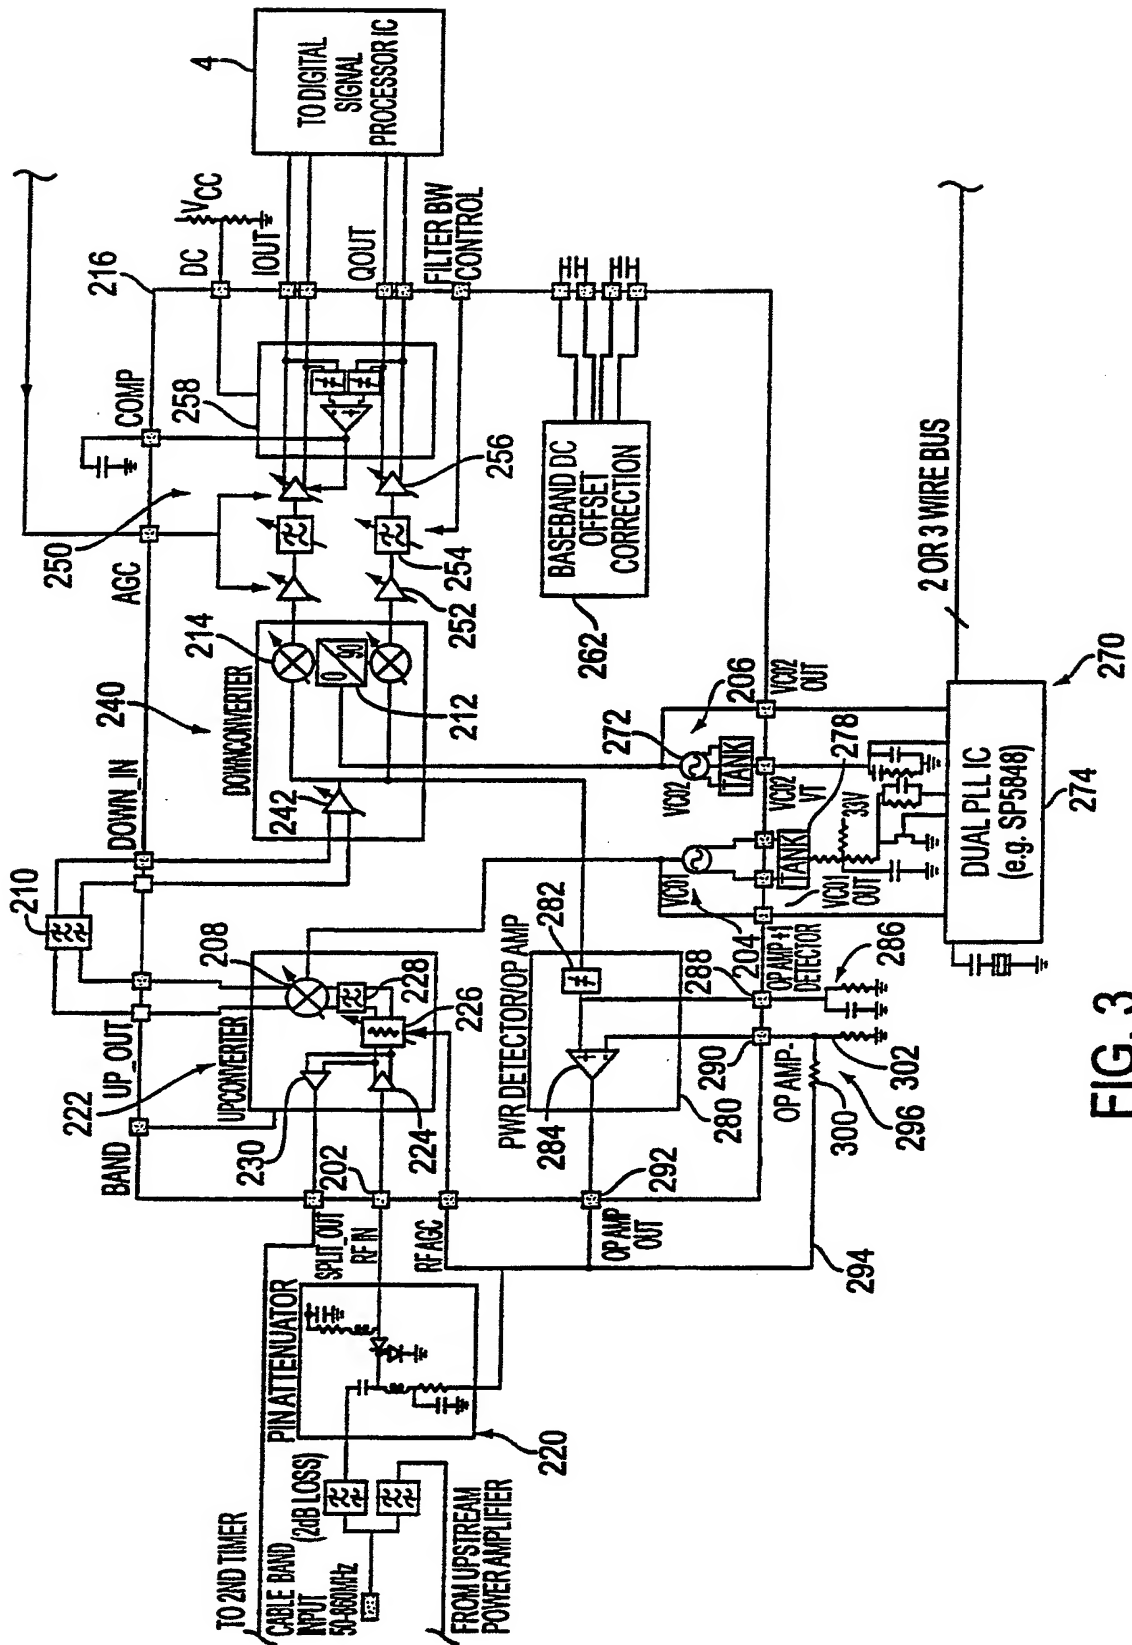 4
TO DIGITAL
SIGNAL
PROCESSOR IC
VCC
DC
IOUT
QOUT
FILTER BW
CONTROL
216
COMP
258
256
250
AGC
254
252
BASEBAND DC
OFFSET
CORRECTION
262
2 OR 3 WIRE BUS
214
0
90
212
240
DOWNCONVERTER
242
DOWN_IN
206
272
VCO2
TANK
VCO2
OUT
VCO2
VT
278
33V
270
DUAL PLL IC
(e.g. SP5848)
274
VCO1
TANK
VCO1
OUT
204
210
UP_OUT
208
228
226
UPCONVERTER
222
BAND
230
224
202
282
PWR DETECTOR/OP AMP
284
280
OP AMP +1
DETECTOR
288
286
290
OP AMP-
302
300
296
292
OP AMP
OUT
294
SPLIT_OUT
RF IN
RF AGC
PIN ATTENUATOR
220
TO 2ND TIMER
CABLE BAND
INPUT
50-860MHz
(2dB LOSS)
FROM UPSTREAM
POWER AMPLIFIER
FIG. 3